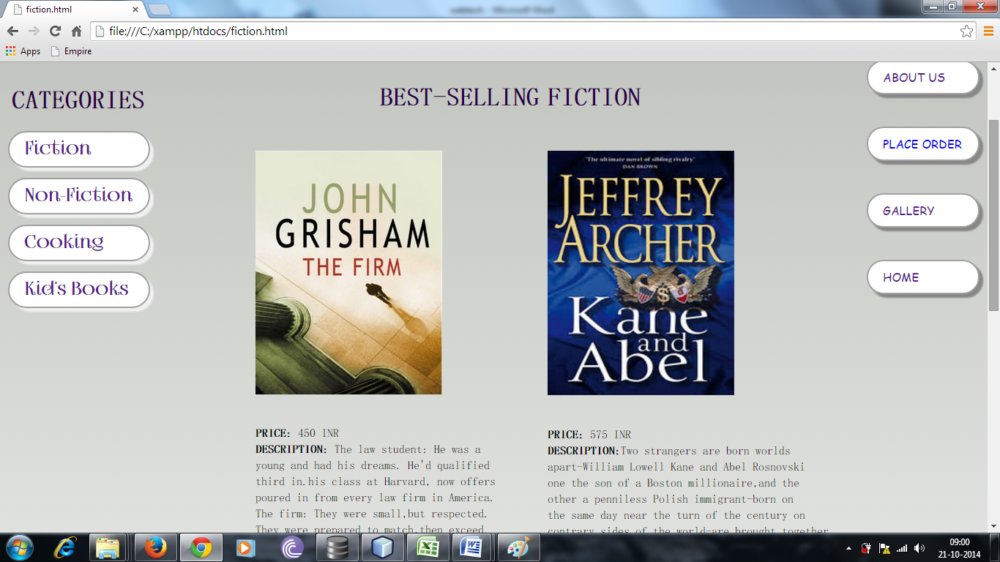 fiction.html
file:///C:/xampp/htdocs/fiction.html
Apps
Empire
CATEGORIES
Fiction
Non-Fiction
Cooking
Kid's Books
BEST-SELLING FICTION
JOHN
GRISHAM
THE FIRM
PRICE: 450 INR
DESCRIPTION: The law student: He was a
young and had his dreams. He'd qualified
third in.his class at Harvard, now offers
poured in from every law firm in America.
The firm: They were small,but respected.
They were prepared to match,then exceed,
'The ultimate novel of sibling rivalry'
DAN BROWN
JEFFREY
ARCHER
Kane
and
Abel
PRICE: 575 INR
DESCRIPTION:Two strangers are born worlds
apart-William Lowell Kane and Abel Rosnovski
one the son of a Boston millionaire,and the
other a penniless Polish immigrant-born on
the same day near the turn of the century on
contrary sides of the world-are brought together
ABOUT US
PLACE ORDER
GALLERY
HOME
09:00
21-10-2014